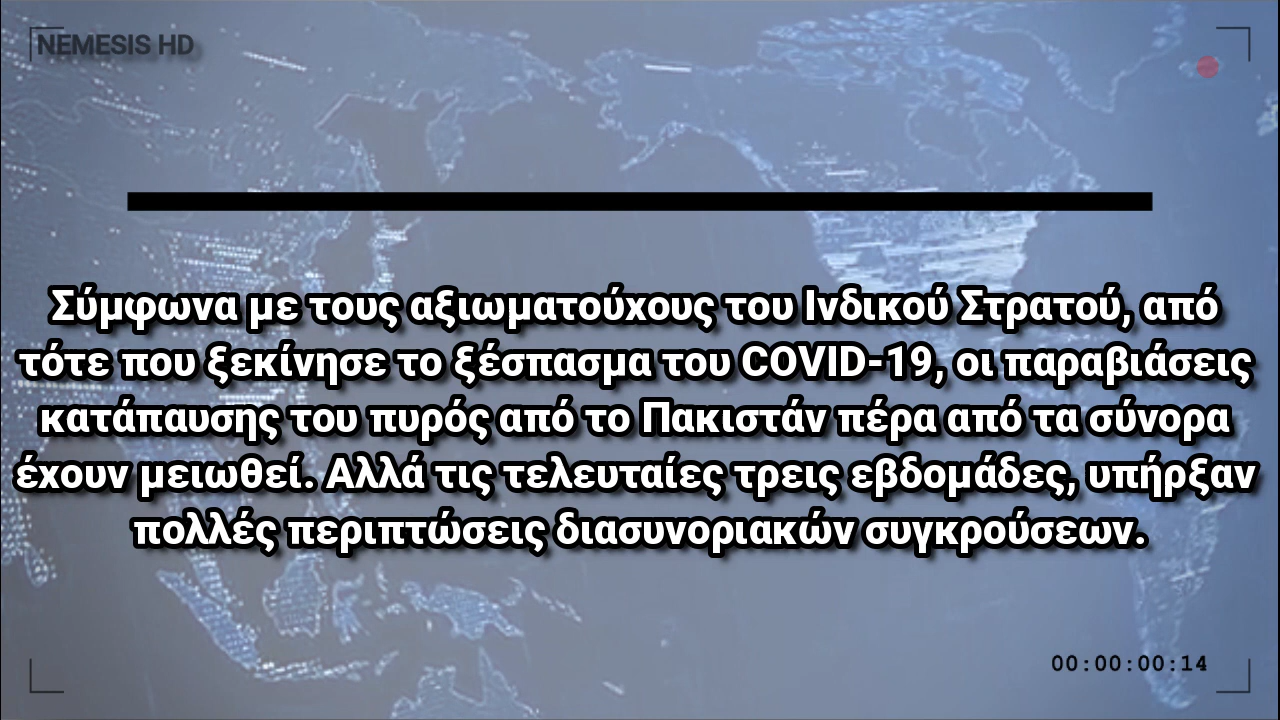 NEMESIS HD
Σύμφωνα με τους αξιωματούχους του Ινδικού Στρατού, από
τότε που ξεκίνησε το ξέσπασμα του COVID-19, οι παραβιάσεις
κατάπαυσης του πυρός από το Πακιστάν πέρα από τα σύνορα
έχουν μειωθεί. Αλλά τις τελευταίες τρεις εβδομάδες, υπήρξαν
πολλές περιπτώσεις διασυνοριακών συγκρούσεων.
00:00:00:14